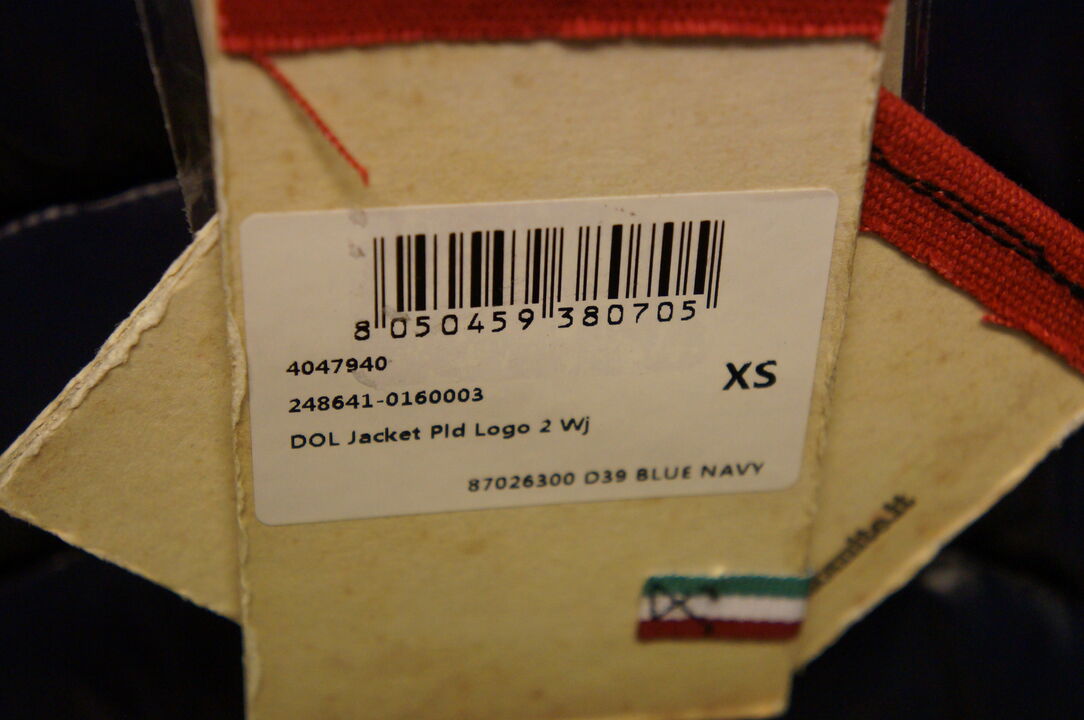 8 050459 380705
4047940
248641-0160003
XS
DOL Jacket Pld Logo 2 Wj
87026300 D39 BLUE NAVY